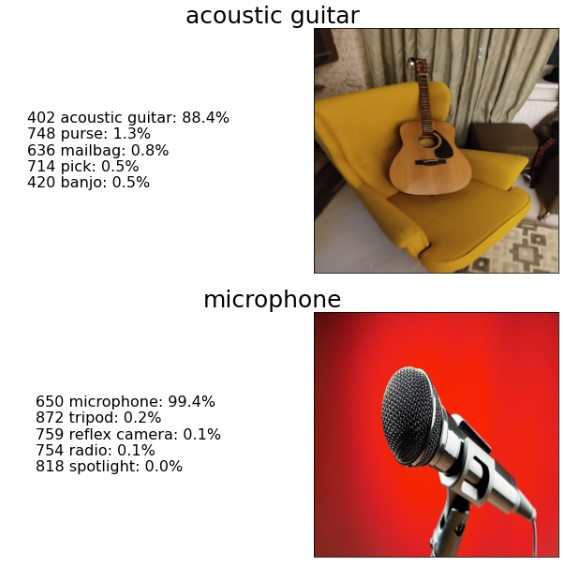 acoustic guitar
402 acoustic guitar: 88.4%
748 purse: 1.3%
636 mailbag: 0.8%
714 pick: 0.5%
420 banjo: 0.5%
microphone
650 microphone: 99.4%
872 tripod: 0.2%
759 reflex camera: 0.1%
754 radio: 0.1%
818 spotlight: 0.0%